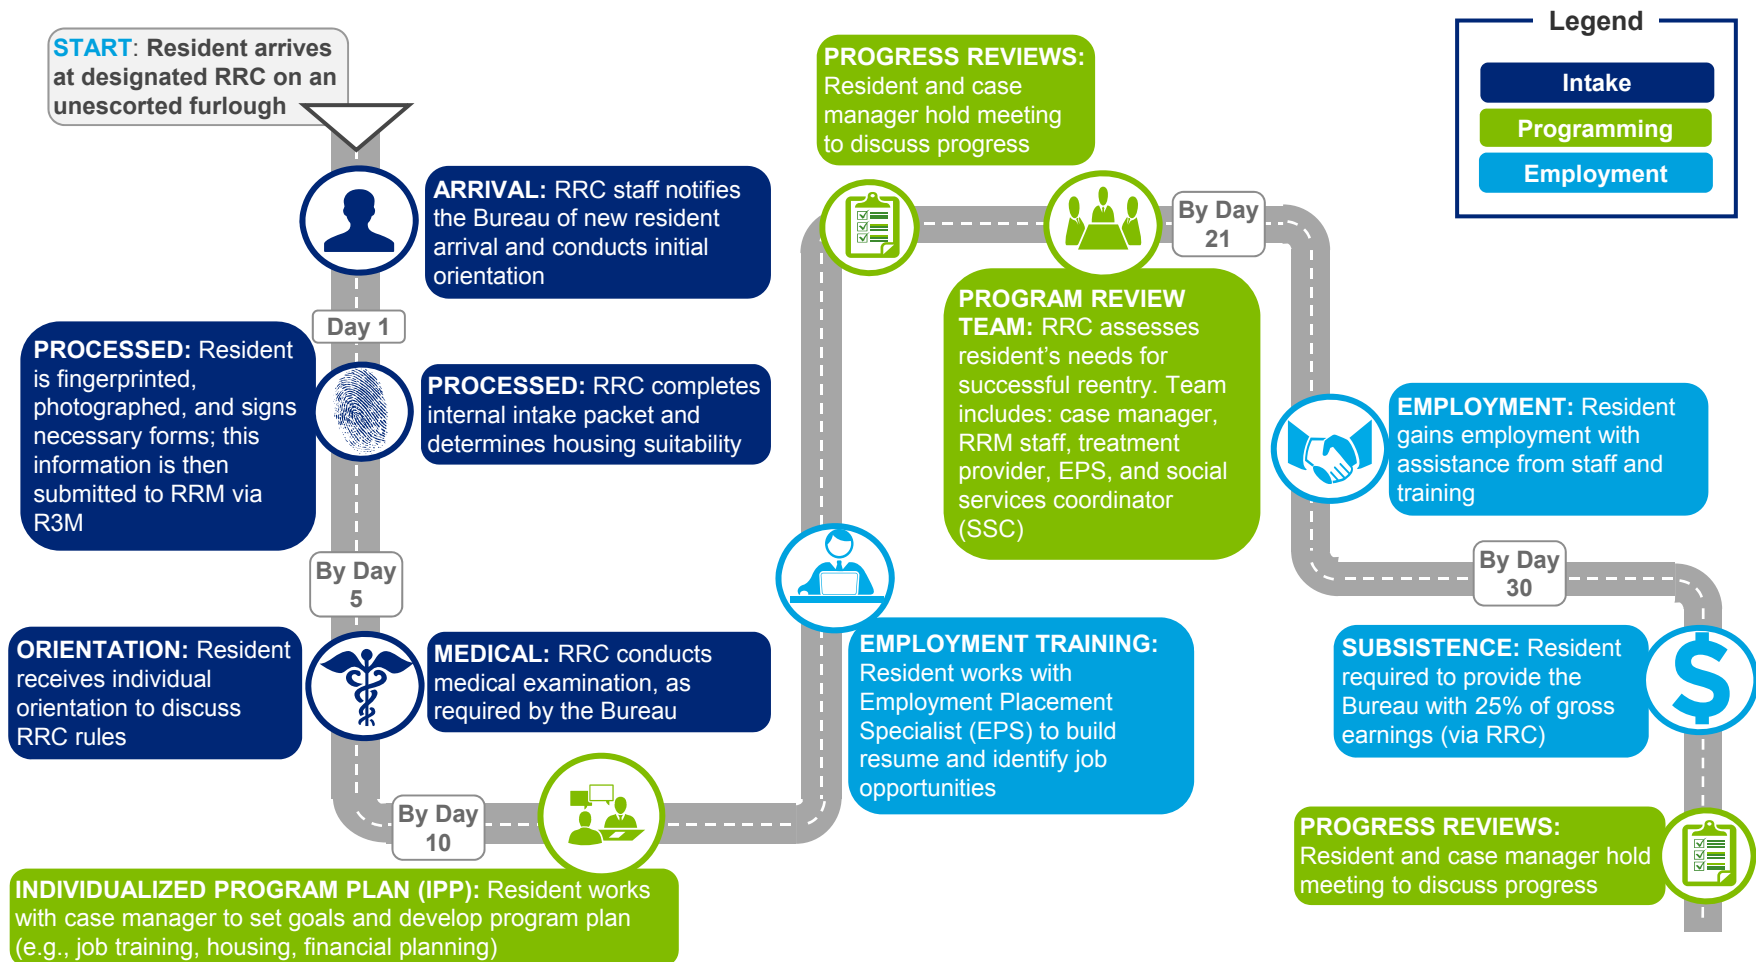 START: Resident arrives
at designated RRC on an
unescorted furlough
ARRIVAL: RRC staff notifies
the Bureau of new resident
arrival and conducts initial
orientation
Day 1
PROCESSED: Resident
is fingerprinted,
photographed, and signs
necessary forms; this
information is then
submitted to RRM via
R3M
PROCESSED: RRC completes
internal intake packet and
determines housing suitability
By Day
5
ORIENTATION: Resident
receives individual
orientation to discuss
RRC rules
MEDICAL: RRC conducts
medical examination, as
required by the Bureau
By Day
10
INDIVIDUALIZED PROGRAM PLAN (IPP): Resident works
with case manager to set goals and develop program plan
(e.g., job training, housing, financial planning)
EMPLOYMENT TRAINING:
Resident works with
Employment Placement
Specialist (EPS) to build
resume and identify job
opportunities
PROGRESS REVIEWS:
Resident and case
manager hold meeting
to discuss progress
PROGRAM REVIEW
TEAM: RRC assesses
resident's needs for
successful reentry. Team
includes: case manager,
RRM staff, treatment
provider, EPS, and social
services coordinator
(SSC)
By Day
21
EMPLOYMENT: Resident
gains employment with
assistance from staff and
training
By Day
30
SUBSISTENCE: Resident
required to provide the
Bureau with 25% of gross
earnings (via RRC)
$
PROGRESS REVIEWS:
Resident and case manager hold
meeting to discuss progress
Legend
Intake
Programming
Employment